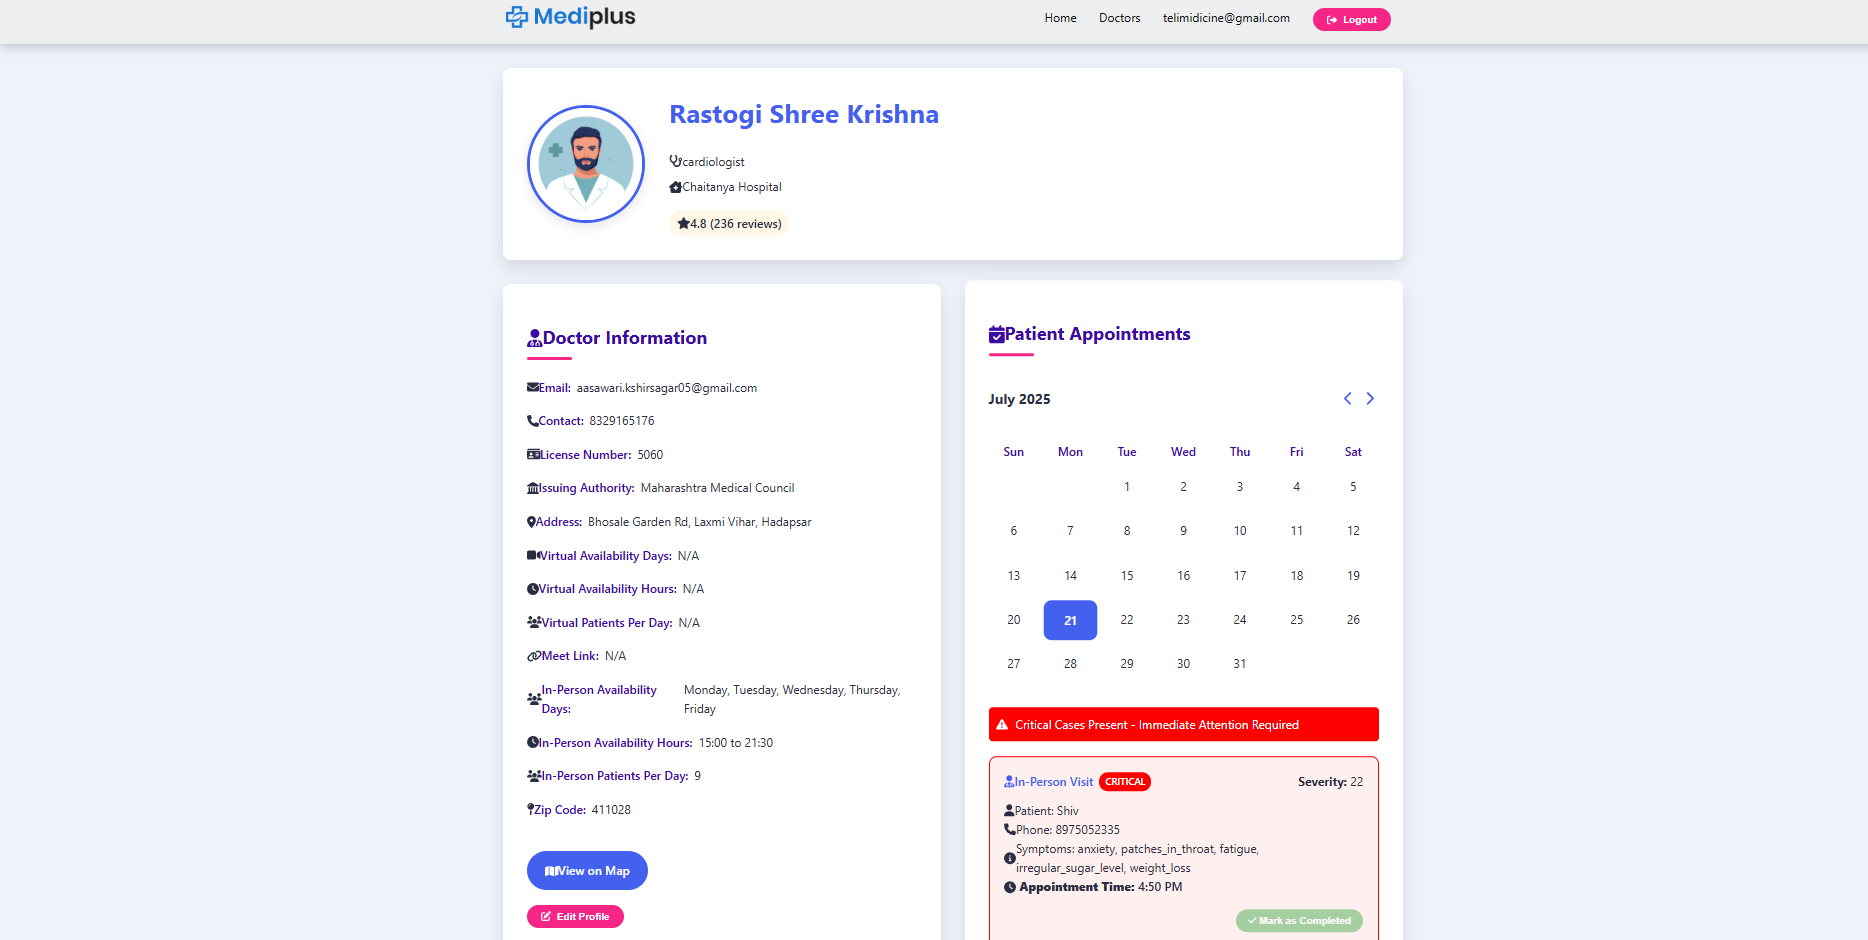 Mediplus
Home Doctors telimidicine@gmail.com Logout
Rastogi Shree Krishna
cardiologist
Chaitanya Hospital
4.8 (236 reviews)
Doctor Information
Email: aasawari.kshirsagar05@gmail.com
Contact: 8329165176
License Number: 5060
Issuing Authority: Maharashtra Medical Council
Address: Bhosale Garden Rd, Laxmi Vihar, Hadapsar
Virtual Availability Days: N/A
Virtual Availability Hours: N/A
Virtual Patients Per Day: N/A
Meet Link: N/A
In-Person Availability Monday, Tuesday, Wednesday, Thursday,
Days: Friday
In-Person Availability Hours: 15:00 to 21:30
In-Person Patients Per Day: 9
Zip Code: 411028
View on Map
Edit Profile
Patient Appointments
July 2025
Sun Mon Tue Wed Thu Fri Sat
1 2 3 4 5
6 7 8 9 10 11 12
13 14 15 16 17 18 19
20 21 22 23 24 25 26
27 28 29 30 31
Critical Cases Present - Immediate Attention Required
In-Person Visit CRITICAL Severity: 22
Patient: Shiv
Phone: 8975052335
Symptoms: anxiety, patches_in_throat, fatigue,
irregular_sugar_level, weight_loss
Appointment Time: 4:50 PM
Mark as Completed